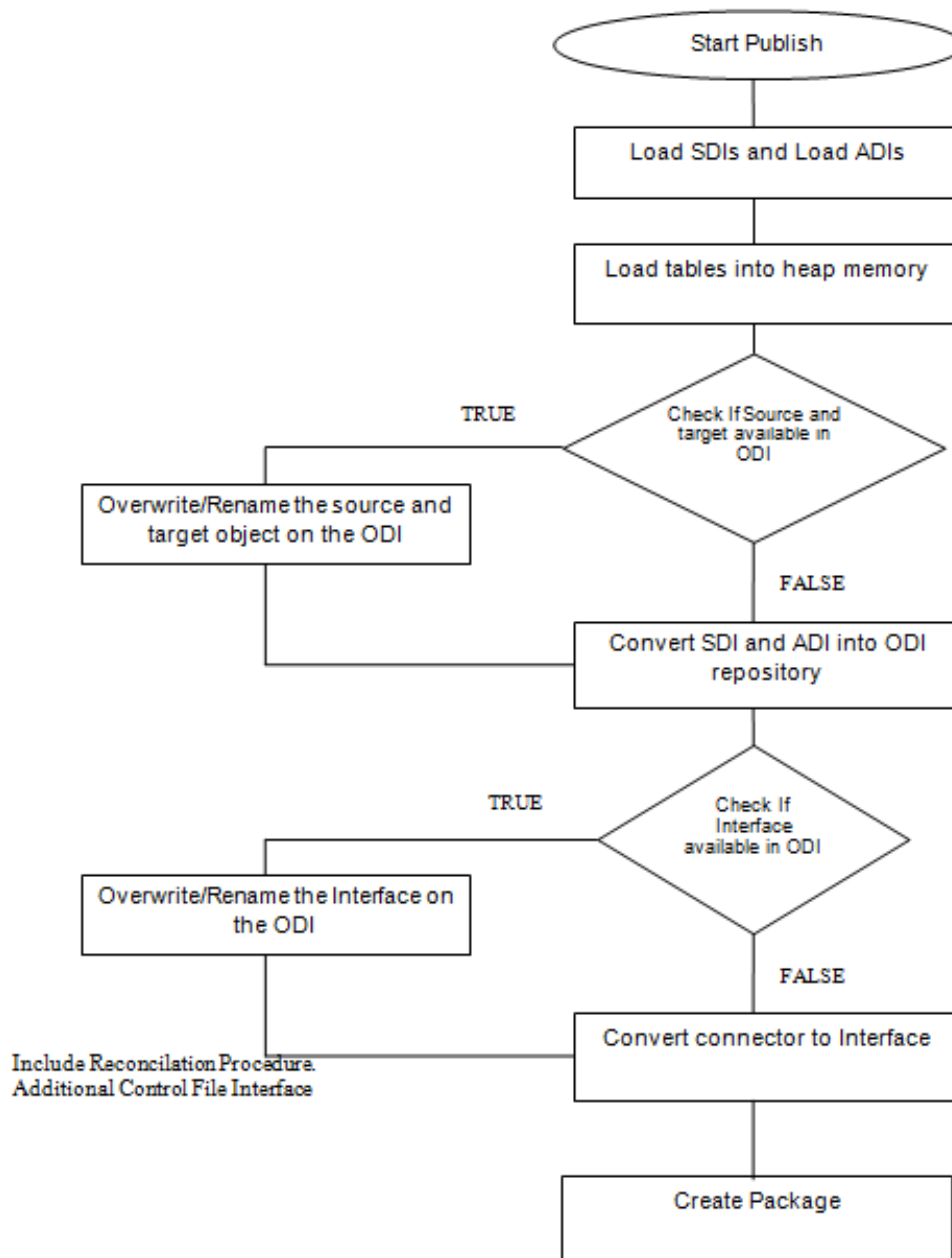 Start Publish
Load SDIs and Load ADIs
Load tables into heap memory
Check If Source and
target available in
ODI
TRUE
Overwrite/Rename the source and
target object on the ODI
FALSE
Convert SDI and ADI into ODI
repository
TRUE
Check If
Interface
available in ODI
Overwrite/Rename the Interface on
the ODI
FALSE
Convert connector to Interface
Include Reconcilation Procedure.
Additional Control File Interface
Create Package